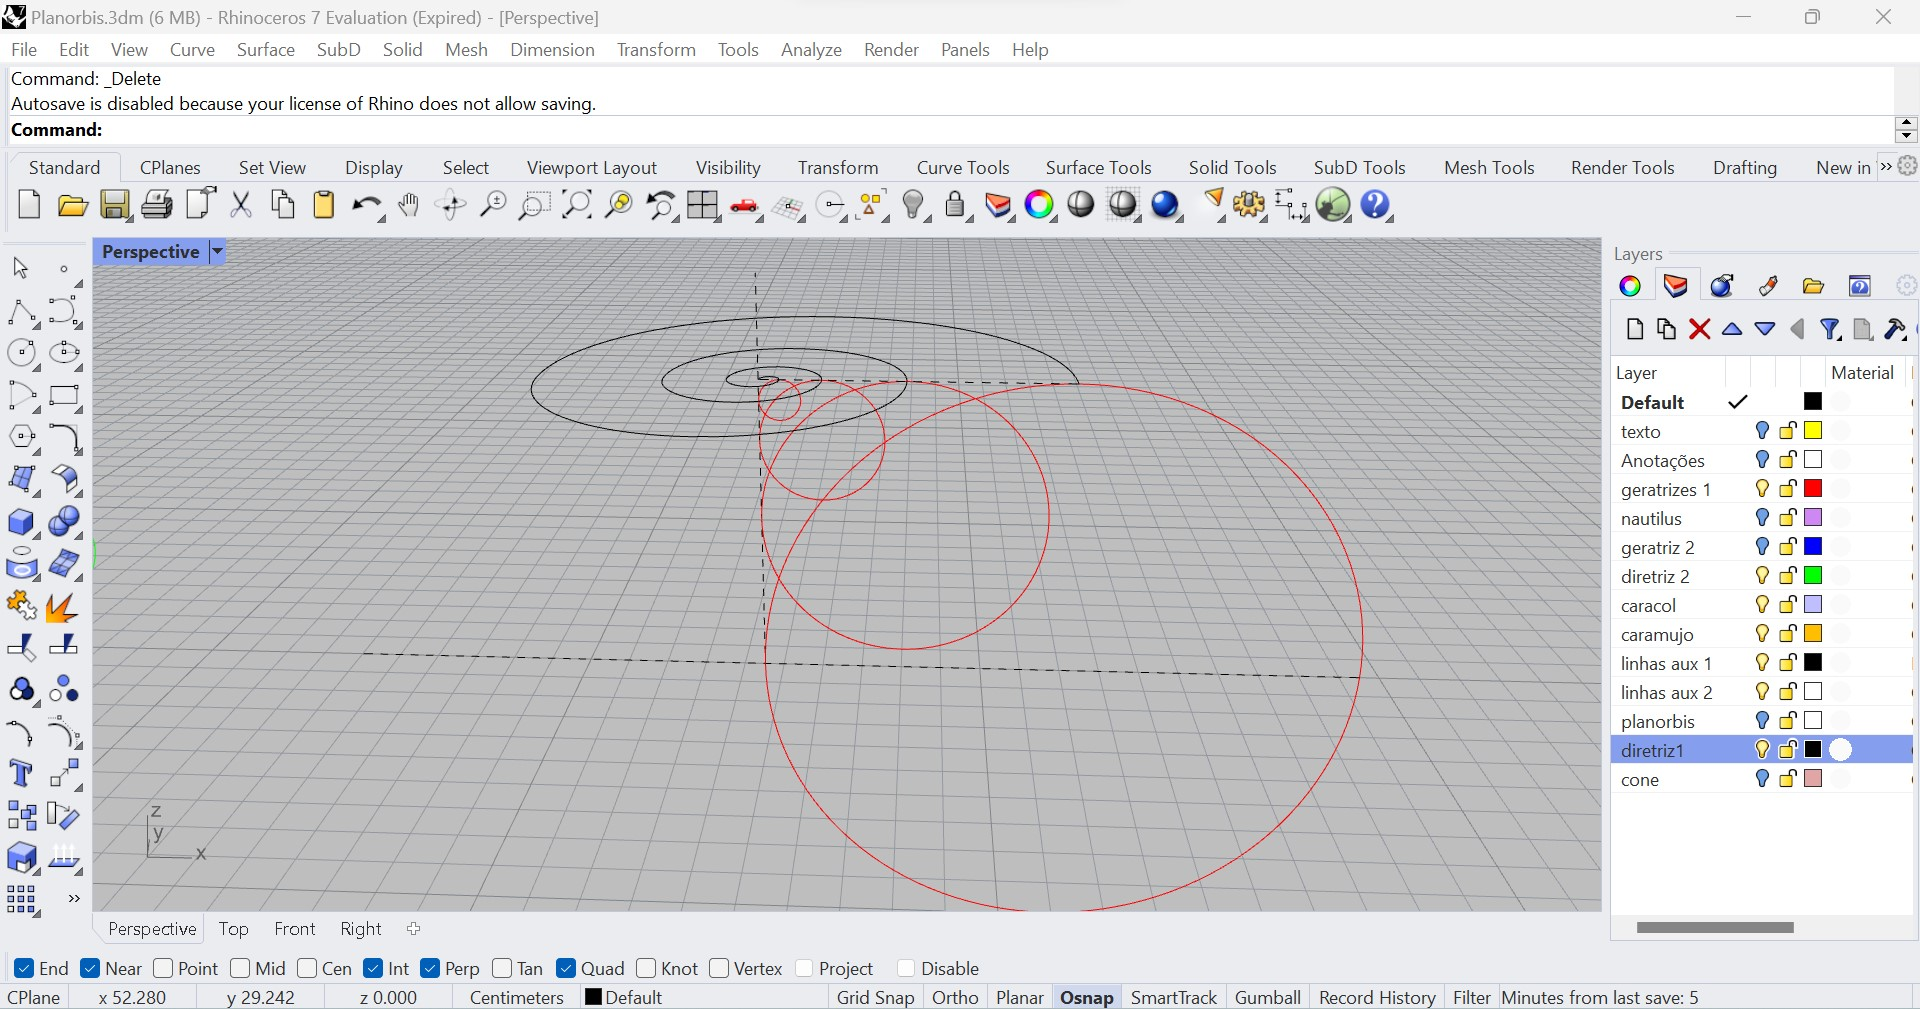 Planorbis.3dm (6 MB) - Rhinoceros 7 Evaluation (Expired) - [Perspective]
File Edit View Curve Surface SubD Solid Mesh Dimension Transform Tools Analyze Render Panels Help
Command: _Delete
Autosave is disabled because your license of Rhino does not allow saving.
Command:
Standard CPlanes Set View Display Select Viewport Layout Visibility Transform Curve Tools Surface Tools Solid Tools SubD Tools Mesh Tools Render Tools Drafting New in »
Perspective
Layers
Layer Material
Default
texto
Anotações
geratrizes 1
nautilus
geratriz 2
diretriz 2
caracol
caramujo
linhas aux 1
linhas aux 2
planorbis
diretriz1
cone
z
y
x
Perspective Top Front Right
End Near Point Mid Cen Int Perp Tan Quad Knot Vertex Project Disable
CPlane x 52.280 y 29.242 z 0.000 Centimeters Default Grid Snap Ortho Planar Osnap SmartTrack Gumball Record History Filter Minutes from last save: 5